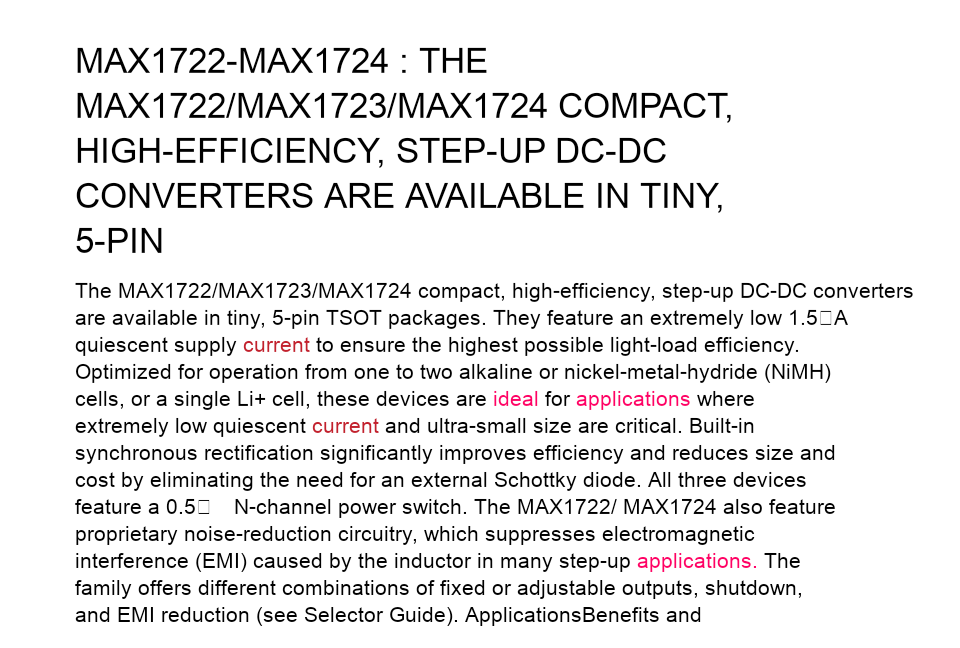 MAX1722-MAX1724 : THE
MAX1722/MAX1723/MAX1724 COMPACT,
HIGH-EFFICIENCY, STEP-UP DC-DC
CONVERTERS ARE AVAILABLE IN TINY,
5-PIN
The MAX1722/MAX1723/MAX1724 compact, high-efficiency, step-up DC-DC converters
are available in tiny, 5-pin TSOT packages. They feature an extremely low 1.5□A
quiescent supply current to ensure the highest possible light-load efficiency.
Optimized for operation from one to two alkaline or nickel-metal-hydride (NiMH)
cells, or a single Li+ cell, these devices are ideal for applications where
extremely low quiescent current and ultra-small size are critical. Built-in
synchronous rectification significantly improves efficiency and reduces size and
cost by eliminating the need for an external Schottky diode. All three devices
feature a 0.5□ N-channel power switch. The MAX1722/ MAX1724 also feature
proprietary noise-reduction circuitry, which suppresses electromagnetic
interference (EMI) caused by the inductor in many step-up applications. The
family offers different combinations of fixed or adjustable outputs, shutdown,
and EMI reduction (see Selector Guide). ApplicationsBenefits and